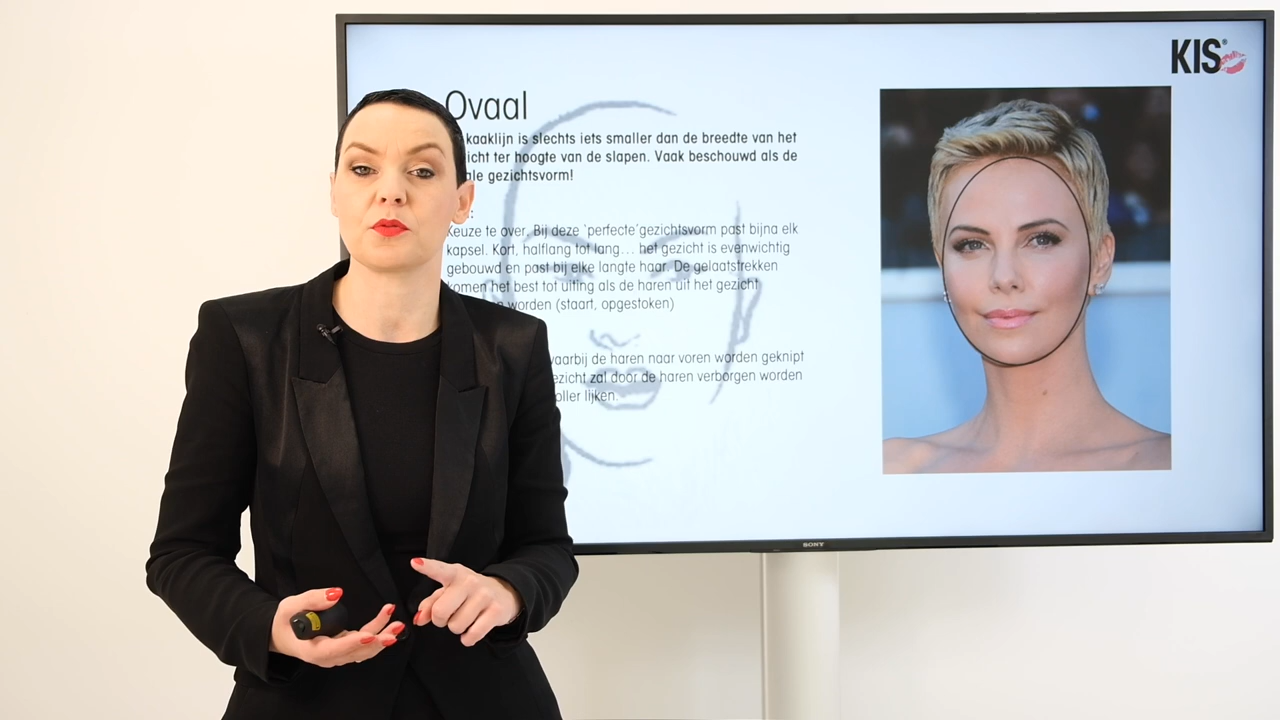 KIS®
Ovaal
kaaklijn is slechts iets smaller dan de breedte van het
icht ter hoogte van de slapen. Vaak beschouwd als de
ale gezichtsvorm!
Keuze te over. Bij deze 'perfecte' gezichtsvorm past bijna elk
kapsel. Kort, halflang tot lang... het gezicht is evenwichtig
gebouwd en past bij elke langte haar. De gelaatstrekken
komen het best tot uiting als de haren uit het gezicht
worden (staart, opgestoken)
waarbij de haren naar voren worden geknipt
ezicht zal door de haren verborgen worden
oller lijken.
SONY